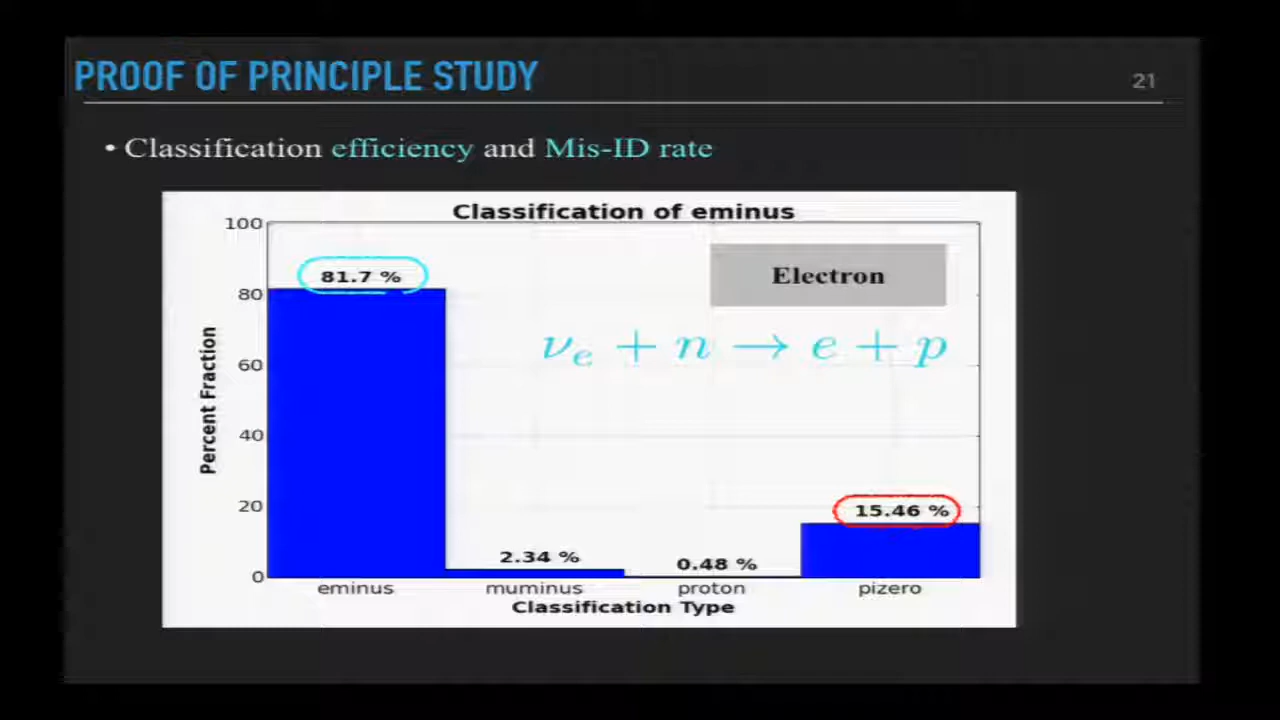 PROOF OF PRINCIPLE STUDY
21
• Classification efficiency and Mis-ID rate
Classification of eminus
100
80
60
40
20
0
Percent Fraction
81.7 %
2.34 %
0.48 %
15.46 %
Electron
νₑ + n → e + p
eminus muminus proton pizero
Classification Type